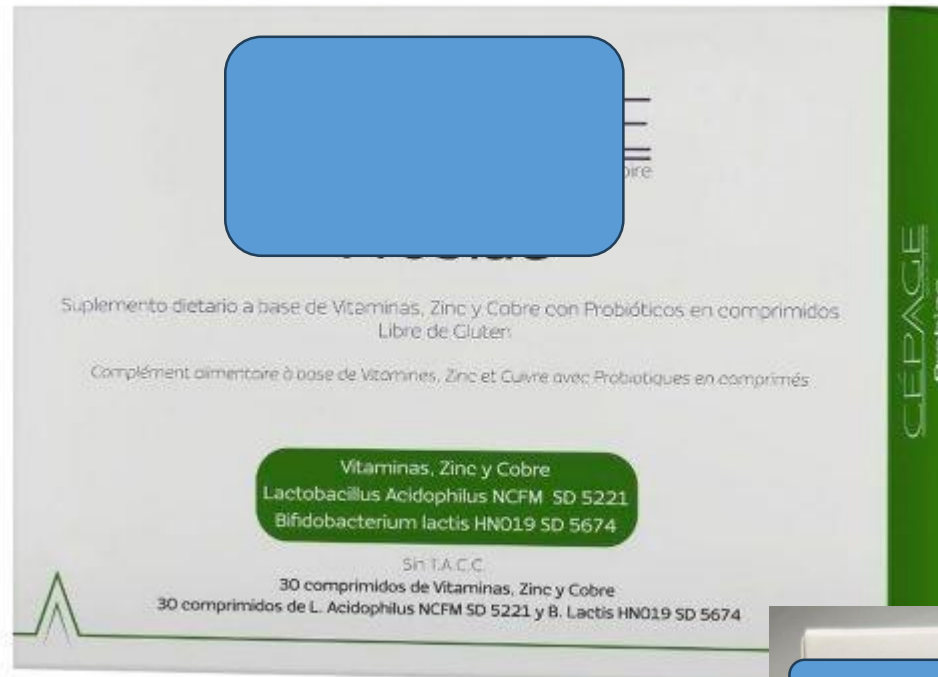 Suplemento dietario a base de Vitaminas, Zinc y Cobre con Probióticos en comprimidos
Libre de Gluten
Complément alimentaire à base de Vitamines, Zinc et Cuivre avec Probiotiques en comprimés
Vitaminas, Zinc y Cobre
Lactobacillus Acidophilus NCFM SD 5221
Bifidobacterium lactis HN019 SD 5674
Sin T.A.C.C.
30 comprimidos de Vitaminas, Zinc y Cobre
30 comprimidos de L. Acidophilus NCFM SD 5221 y B. Lactis HN019 SD 5674
CÉPAGE